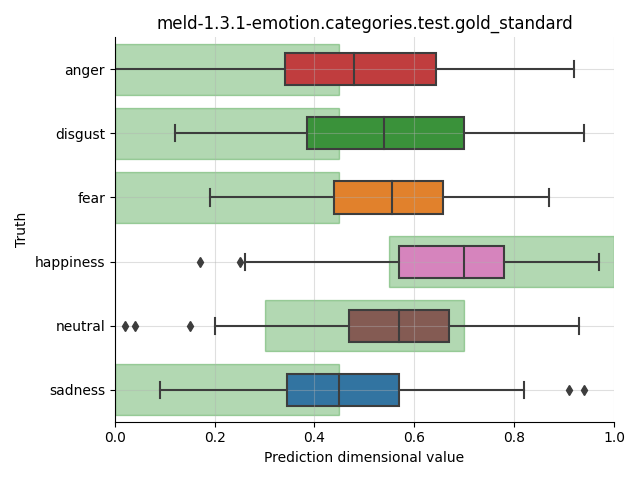 meld-1.3.1-emotion.categories.test.gold_standard
Truth
anger
disgust
fear
happiness
neutral
sadness
0.0 0.2 0.4 0.6 0.8 1.0
Prediction dimensional value